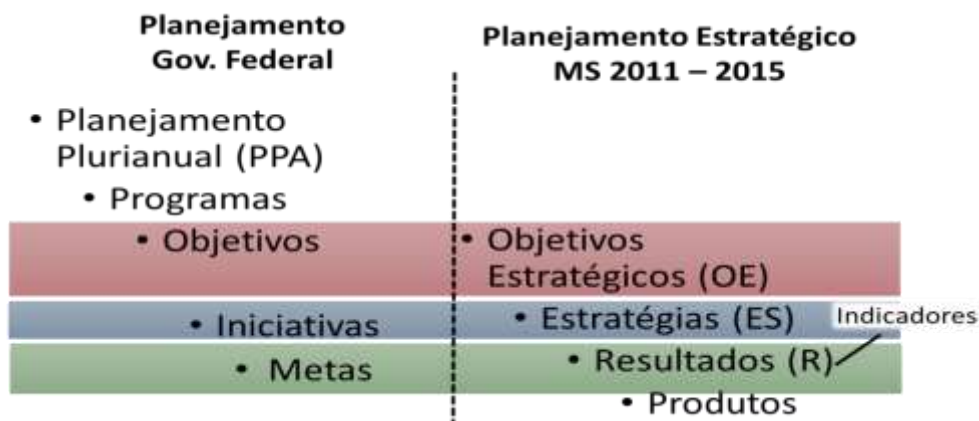 Planejamento
Gov. Federal
• Planejamento
Plurianual (PPA)
• Programas
• Objetivos
• Iniciativas
• Metas
Planejamento Estratégico
MS 2011 – 2015
• Objetivos
Estratégicos (OE)
• Estratégias (ES)
• Resultados (R)
• Produtos
Indicadores